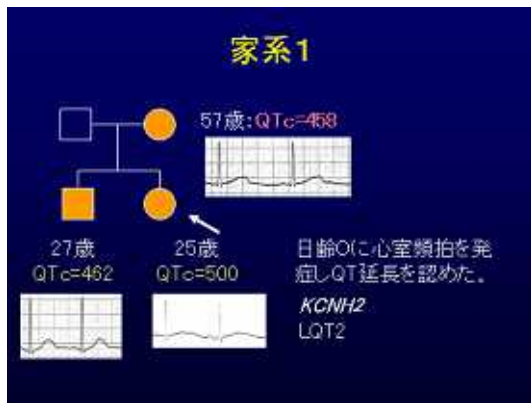 家系1
57歳:QTc=458
27歳
QTc=462
25歳
QTc=500
日齢0に心室頻拍を発
症しQT延長を認めた。
KCNH2
LQT2